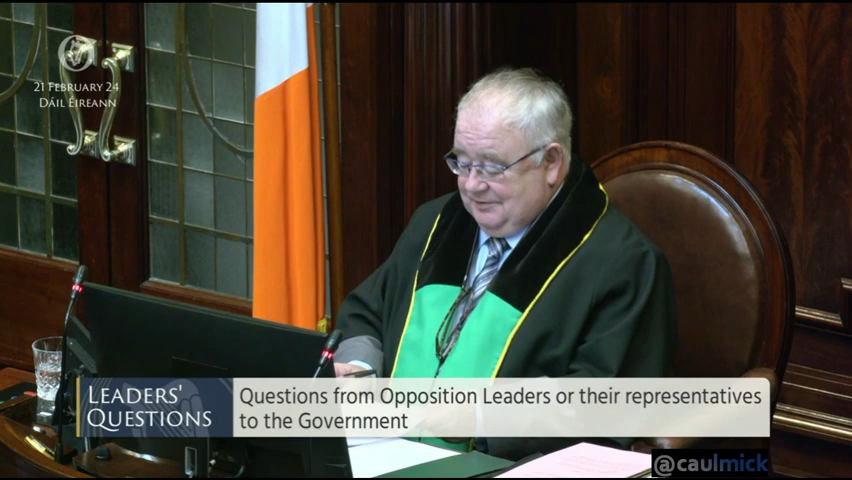 21 February 24
Dáil Éireann
Leaders'
Questions
Questions from Opposition Leaders or their representatives
to the Government
@caulmick